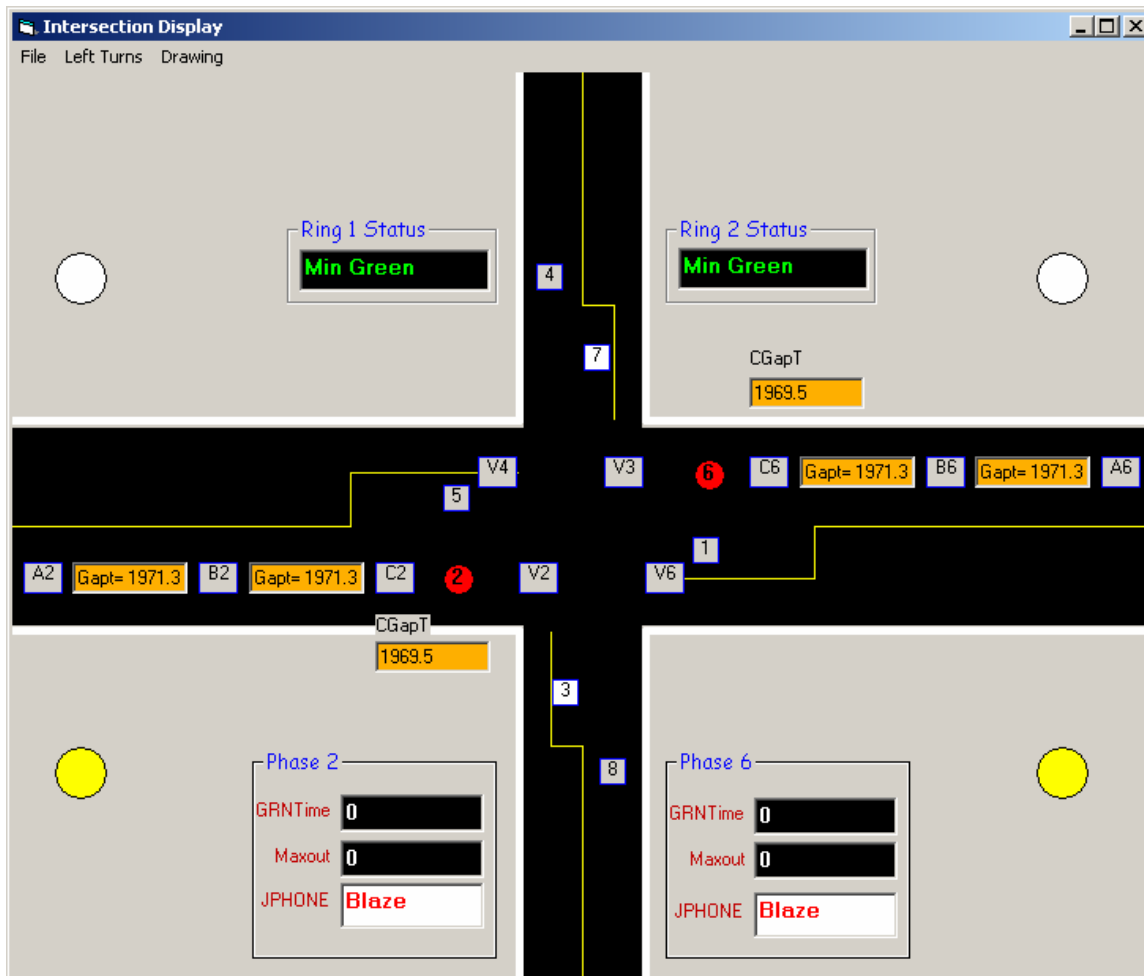 Intersection Display
File Left Turns Drawing
Ring 1 Status
Min Green
Ring 2 Status
Min Green
4
7
CGapT
1969.5
V4 V3 6 C6 Gapt= 1971.3 B6 Gapt= 1971.3 A6
5
1
A2 Gapt= 1971.3 B2 Gapt= 1971.3 C2 2 V2 V6
CGapT
1969.5
3
8
Phase 2
GRNTime 0
Maxout 0
JPHONE Blaze
Phase 6
GRNTime 0
Maxout 0
JPHONE Blaze